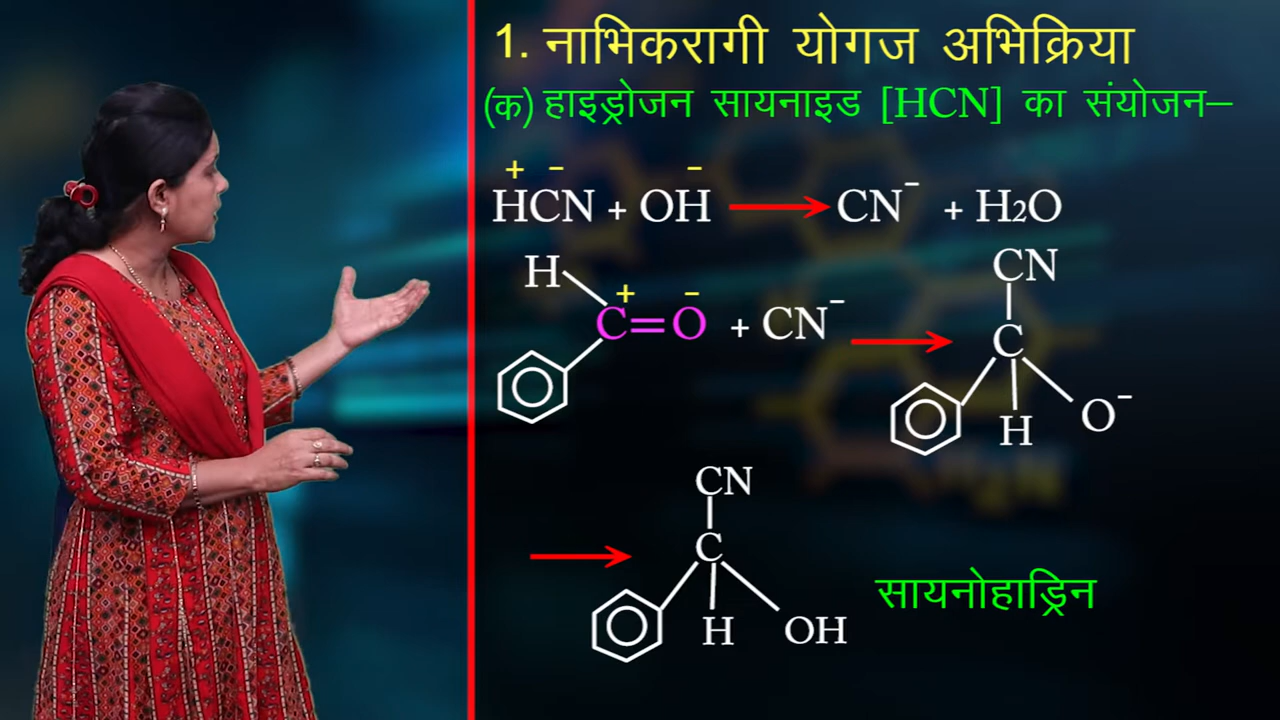 1. नाभिकरागी योगज अभिक्रिया
(क) हाइड्रोजन सायनाइड [HCN] का संयोजन–
+ − −
HCN + OH ⟶ CN⁻ + H₂O
H
+ −
C=O + CN⁻ ⟶
CN
C
H
O⁻
⟶
CN
C
H
OH
सायनोहाड्रिन